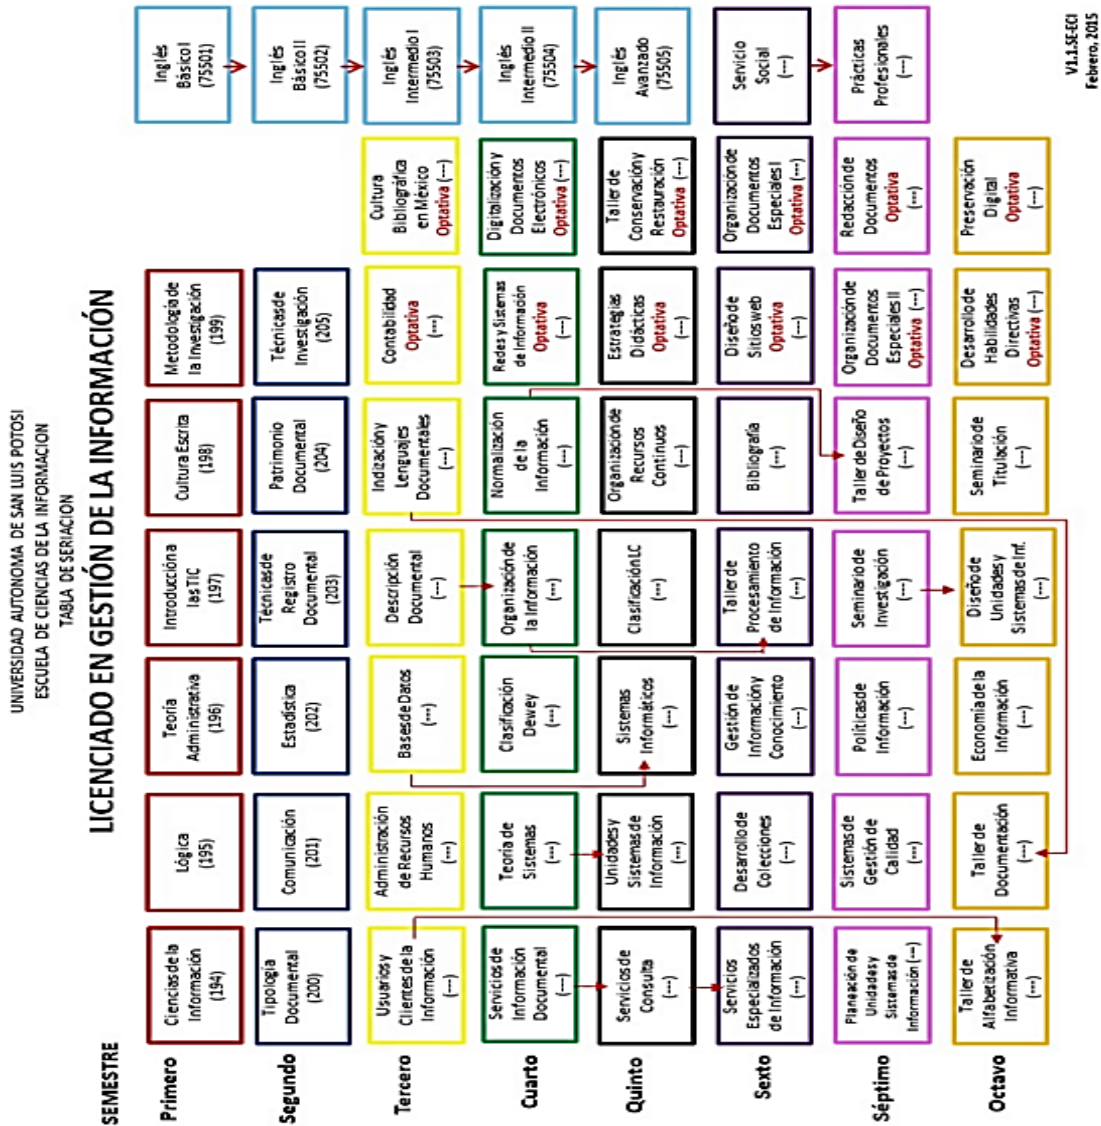 UNIVERSIDAD AUTONOMA DE SAN LUIS POTOSI
ESCUELA DE CIENCIAS DE LA INFORMACION
TABLA DE SERIACION
LICENCIADO EN GESTIÓN DE LA INFORMACIÓN
SEMESTRE
Primero
Ciencias de la
Información
(194)
Lógica
(195)
Teoría
Administrativa
(196)
Introducción a
las TIC
(197)
Cultura Escrita
(198)
Metodología de
la Investigación
(199)
Inglés
Básico I
(75501)
Segundo
Tipología
Documental
(200)
Comunicación
(201)
Estadística
(202)
Técnicas de
Registro
Documental
(203)
Patrimonio
Documental
(204)
Técnicas de
Investigación
(205)
Inglés
Básico II
(75502)
Tercero
Usuarios y
Clientes de la
Información
(---)
Administración
de Recursos
Humanos
(---)
Bases de Datos
(---)
Descripción
Documental
(---)
Indización y
Lenguajes
Documentales
(---)
Contabilidad
Optativa
(---)
Cultura
Bibliográfica
en México
Optativa (---)
Inglés
Intermedio I
(75503)
Cuarto
Servicios de
Información
Documental
(---)
Teoría de
Sistemas
(---)
Clasificación
Dewey
(---)
Organización de
la Información
(---)
Normalización
de la
Información
(---)
Redes y Sistemas
de Información
Optativa
(---)
Digitalización y
Documentos
Electrónicos
Optativa (---)
Inglés
Intermedio II
(75504)
Quinto
Servicios de
Consulta
(---)
Unidades y
Sistemas de
Información
(---)
Sistemas
Informáticos
(---)
Clasificación LC
(---)
Organización de
Recursos
Continuos
(---)
Estrategias
Didácticas
Optativa
(---)
Taller de
Conservación y
Restauración
Optativa (---)
Inglés
Avanzado
(75505)
Sexto
Servicios
Especializados
de Información
(---)
Desarrollo de
Colecciones
(---)
Gestión de
Información y
Conocimiento
(---)
Taller de
Procesamiento
de Información
(---)
Bibliografía
(---)
Diseño de
Sitios web
Optativa
(---)
Organización de
Documentos
Especiales I
Optativa (---)
Servicio
Social
(---)
Séptimo
Planeación de
Unidades y
Sistemas de
Información (---)
Sistemas de
Gestión de
Calidad
(---)
Políticas de
Información
(---)
Seminario de
Investigación
(---)
Taller de Diseño
de Proyectos
(---)
Organización de
Documentos
Especiales II
Optativa (---)
Redacción de
Documentos
Optativa
(---)
Prácticas
Profesionales
(---)
Octavo
Taller de
Alfabetización
Informativa
(---)
Taller de
Documentación
(---)
Economía de la
Información
(---)
Diseño de
Unidades y
Sistemas de Inf.
(---)
Seminario de
Titulación
(---)
Desarrollo de
Habilidades
Directivas
Optativa (---)
Preservación
Digital
Optativa
(---)
V1.1.SE-ECI
Febrero, 2015